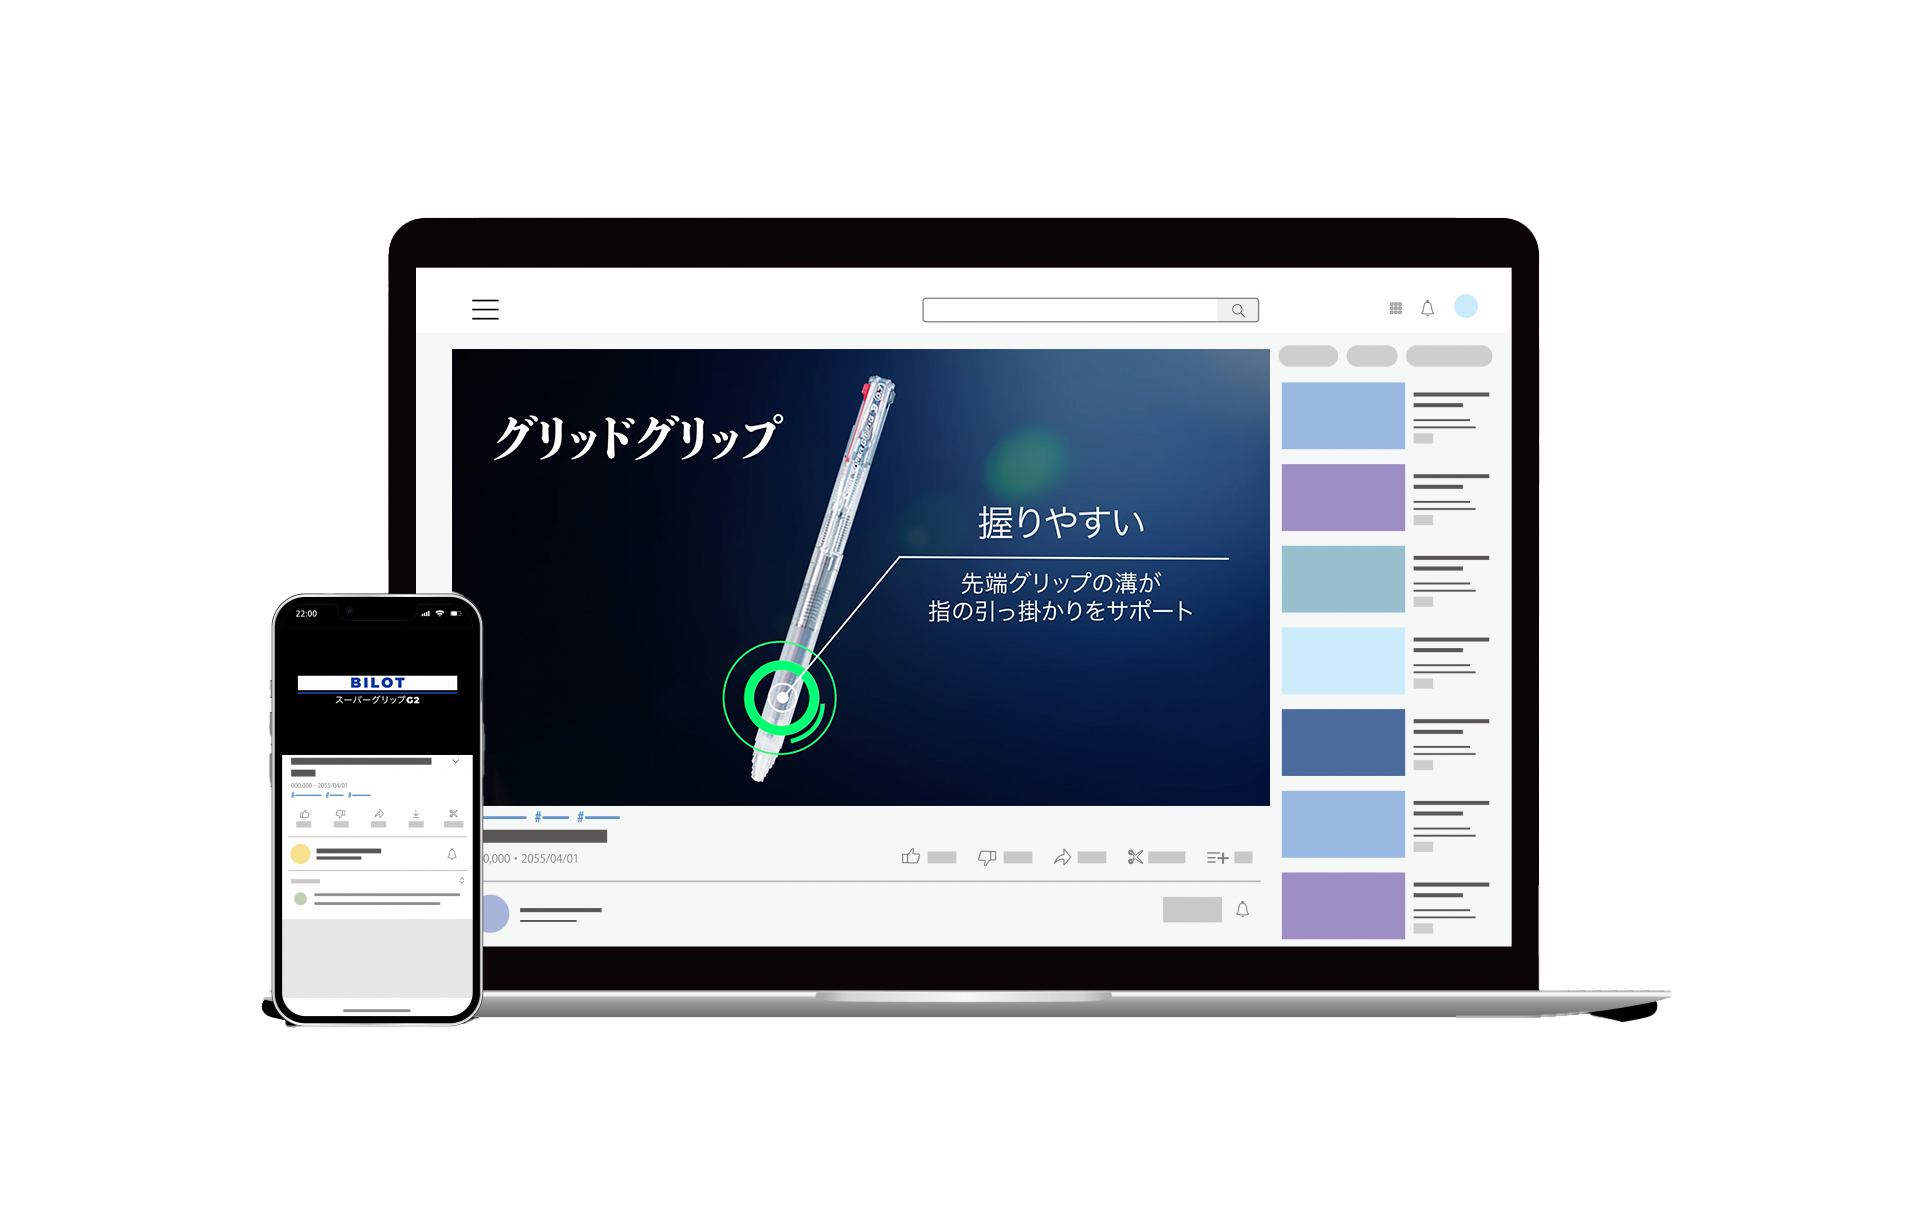 グリッドグリップ
握りやすい
先端グリップの溝が
指の引っ掛かりをサポート
22:00
BILOT
スーパーグリップG2
000,000・2055/04/01
# # #
# #
0,000・2055/04/01